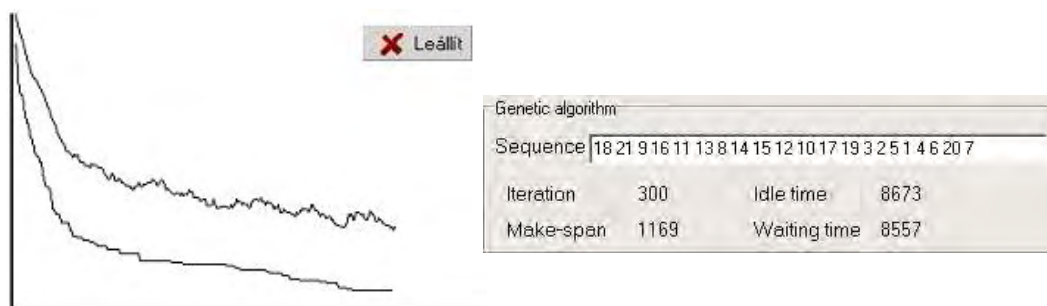 Leállít
Genetic algorithm
Sequence 18 21 9 16 11 13 8 14 15 12 10 17 19 3 2 5 1 4 6 20 7
Iteration 300 Idle time 8673
Make-span 1169 Waiting time 8557